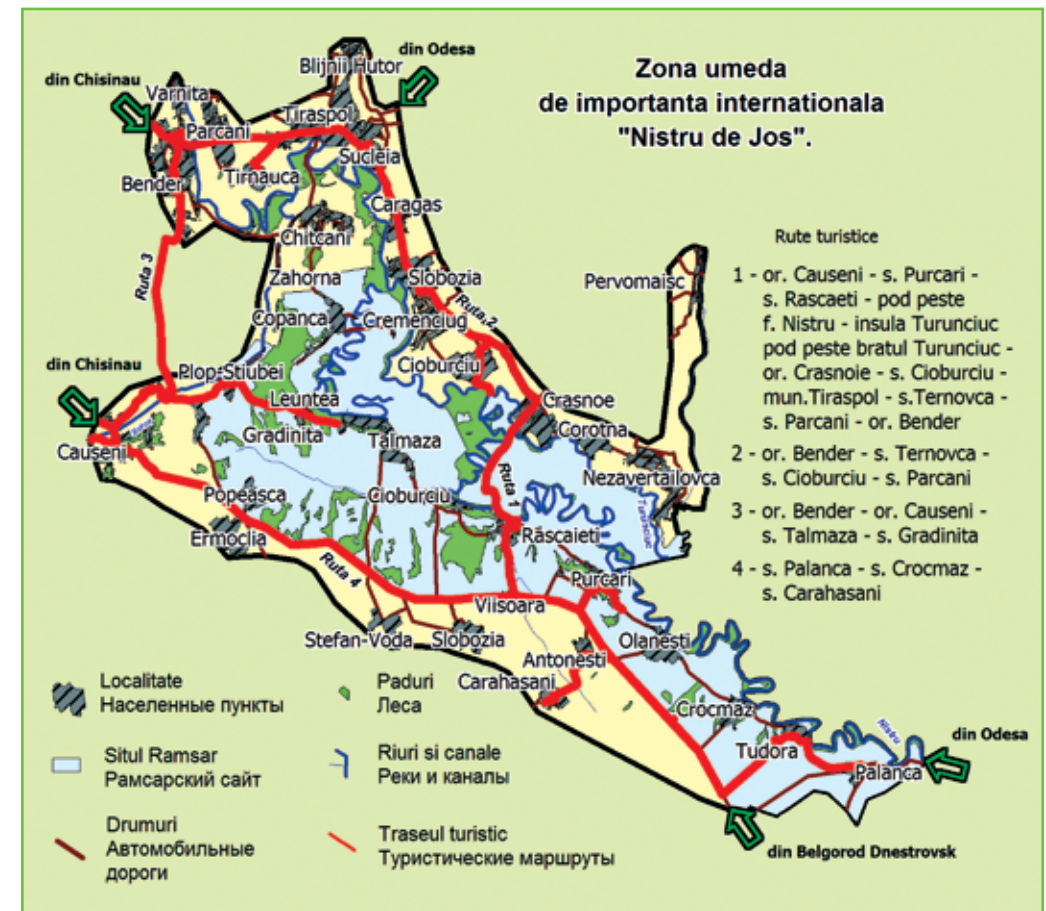 din Odesa
Blijnii Hutor
din Chisinau
Varnita
Zona umeda
de importanta internationala
"Nistru de Jos".
Tiraspol
Parcani
Sucleia
Tirnauca
Bender
Caragas
Chitcani
Rute turistice
Ruta 3
Zahorna
Slobozia
Pervomaisc
1 - or. Causeni - s. Purcari -
s. Rascaeti - pod peste
f. Nistru - insula Turunciuc
pod peste bratul Turunciuc -
or. Crasnoie - s. Cioburciu -
mun.Tiraspol - s.Ternovca -
s. Parcani - or. Bender
2 - or. Bender - s. Ternovca -
s. Cioburciu - s. Parcani
3 - or. Bender - or. Causeni -
s. Talmaza - s. Gradinita
4 - s. Palanca - s. Crocmaz -
s. Carahasani
Copanca
Cremenciug
Ruta 2
din Chisinau
Plop-Stiubei
Cioburciu
Leuntea
Crasnoe
Gradinita
Talmaza
Corotna
Causeni
Nezavertailovca
Popeasca
Cioburciu
Ruta 1
Turunciuc
Ermoclia
Rascaieti
Ruta 4
Purcari
Viisoara
Stefan-Voda
Slobozia
Olanesti
Antonesti
Carahasani
Crocmaz
Nistru
din Odesa
Tudora
Palanca
din Belgorod Dnestrovsk
Localitate
Населенные пункты
Paduri
Леса
Situl Ramsar
Рамсарский сайт
Riuri si canale
Реки и каналы
Drumuri
Автомобильные
дороги
Traseul turistic
Туристические маршруты